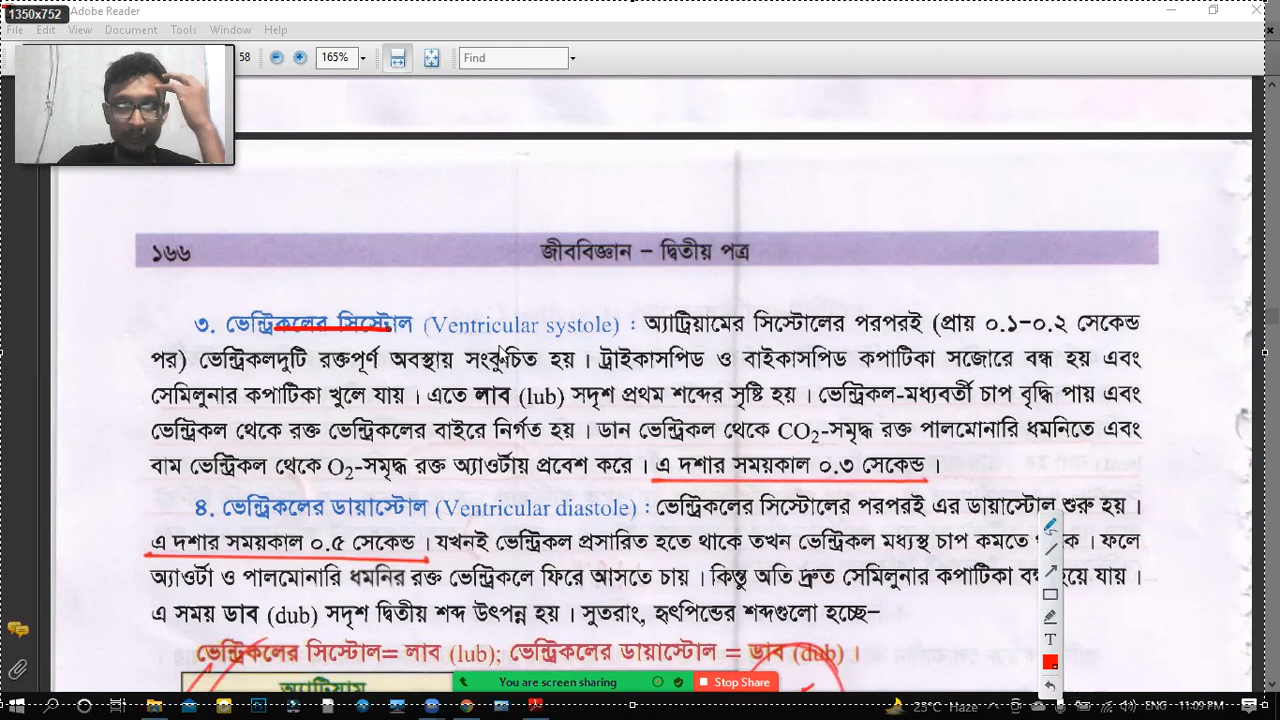 1350x752
Adobe Reader
File Edit View Document Tools Window Help
58 165% Find
১৬৬ জীববিজ্ঞান – দ্বিতীয় পত্র
৩. ভেন্ট্রিকলের সিস্টোল (Ventricular systole) : অ্যাট্রিয়ামের সিস্টোলের পরপরই (প্রায় ০.১–০.২ সেকেন্ড
পর) ভেন্ট্রিকলদুটি রক্তপূর্ণ অবস্থায় সংকুচিত হয়। ট্রাইকাসপিড ও বাইকাসপিড কপাটিকা সজোরে বন্ধ হয় এবং
সেমিলুনার কপাটিকা খুলে যায়। এতে লাব (lub) সদৃশ প্রথম শব্দের সৃষ্টি হয়। ভেন্ট্রিকল-মধ্যবর্তী চাপ বৃদ্ধি পায় এবং
ভেন্ট্রিকল থেকে রক্ত ভেন্ট্রিকলের বাইরে নির্গত হয়। ডান ভেন্ট্রিকল থেকে CO₂-সমৃদ্ধ রক্ত পালমোনারি ধমনিতে এবং
বাম ভেন্ট্রিকল থেকে O₂-সমৃদ্ধ রক্ত অ্যাওর্টায় প্রবেশ করে। এ দশার সময়কাল ০.৩ সেকেন্ড।
৪. ভেন্ট্রিকলের ডায়াস্টোল (Ventricular diastole) : ভেন্ট্রিকলের সিস্টোলের পরপরই এর ডায়াস্টোল শুরু হয়।
এ দশার সময়কাল ০.৫ সেকেন্ড। যখনই ভেন্ট্রিকল প্রসারিত হতে থাকে তখন ভেন্ট্রিকল মধ্যস্থ চাপ কমতে। ফলে
অ্যাওর্টা ও পালমোনারি ধমনির রক্ত ভেন্ট্রিকলে ফিরে আসতে চায়। কিন্তু অতি দ্রুত সেমিলুনার কপাটিকা বন্ধ হয়ে যায়।
এ সময় ডাব (dub) সদৃশ দ্বিতীয় শব্দ উৎপন্ন হয়। সুতরাং, হৃৎপিন্ডের শব্দগুলো হচ্ছে–
ভেন্ট্রিকলের সিস্টোল= লাব (lub); ভেন্ট্রিকলের ডায়াস্টোল = ডাব (dub)।
অ্যাট্রিয়াম
You are screen sharing Stop Share
T
23°C Haze ENG 11:09 PM